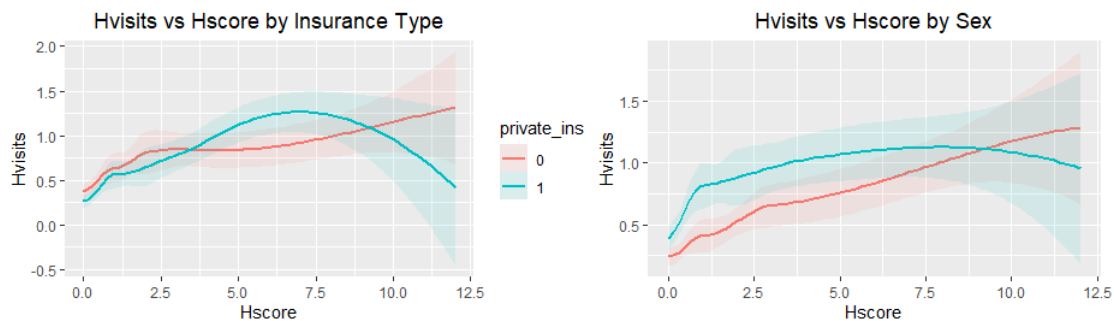 Hvisits vs Hscore by Insurance Type
Hvisits
2.0
1.5
1.0
0.5
0.0
-0.5
0.0 2.5 5.0 7.5 10.0 12.5
Hscore
private_ins
0
1
Hvisits vs Hscore by Sex
Hvisits
1.5
1.0
0.5
0.0 2.5 5.0 7.5 10.0 12.5
Hscore